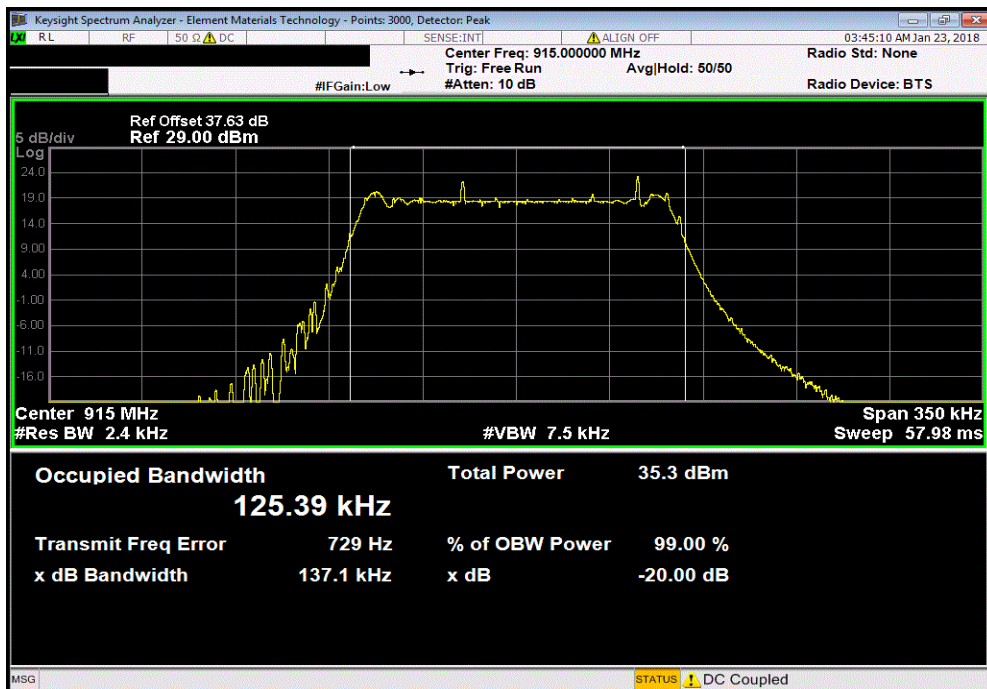 Keysight Spectrum Analyzer - Element Materials Technology - Points: 3000, Detector: Peak
LXI RL RF 50 Ω DC SENSE:INT ALIGN OFF 03:45:10 AM Jan 23, 2018
Center Freq: 915.000000 MHz Radio Std: None
Trig: Free Run Avg|Hold: 50/50
#IFGain:Low #Atten: 10 dB Radio Device: BTS
Ref Offset 37.63 dB
5 dB/div Ref 29.00 dBm
Log
24.0
19.0
14.0
9.00
4.00
-1.00
-6.00
-11.0
-16.0
Center 915 MHz Span 350 kHz
#Res BW 2.4 kHz #VBW 7.5 kHz Sweep 57.98 ms
Occupied Bandwidth Total Power 35.3 dBm
125.39 kHz
Transmit Freq Error 729 Hz % of OBW Power 99.00 %
x dB Bandwidth 137.1 kHz x dB -20.00 dB
MSG STATUS DC Coupled